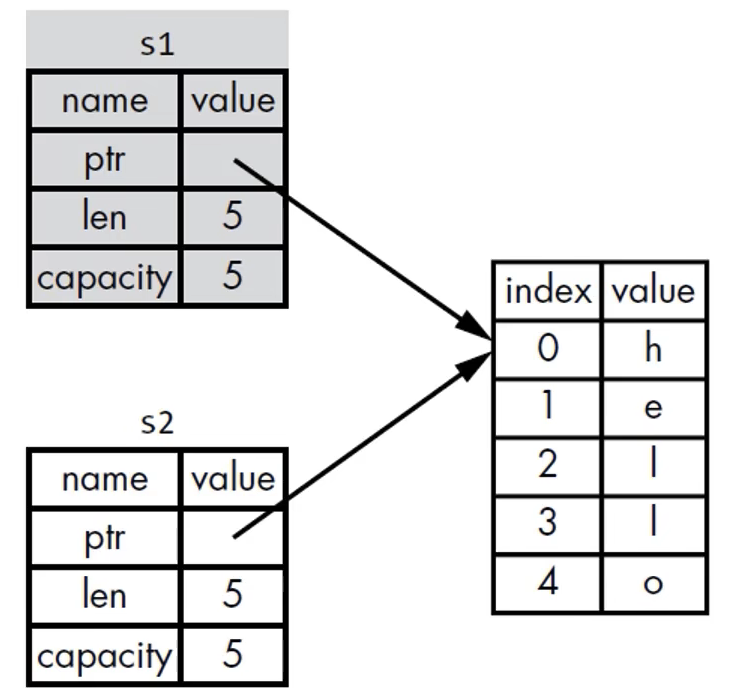 s1
name value
ptr
len 5
capacity 5
s2
name value
ptr
len 5
capacity 5
index value
0 h
1 e
2 l
3 l
4 o